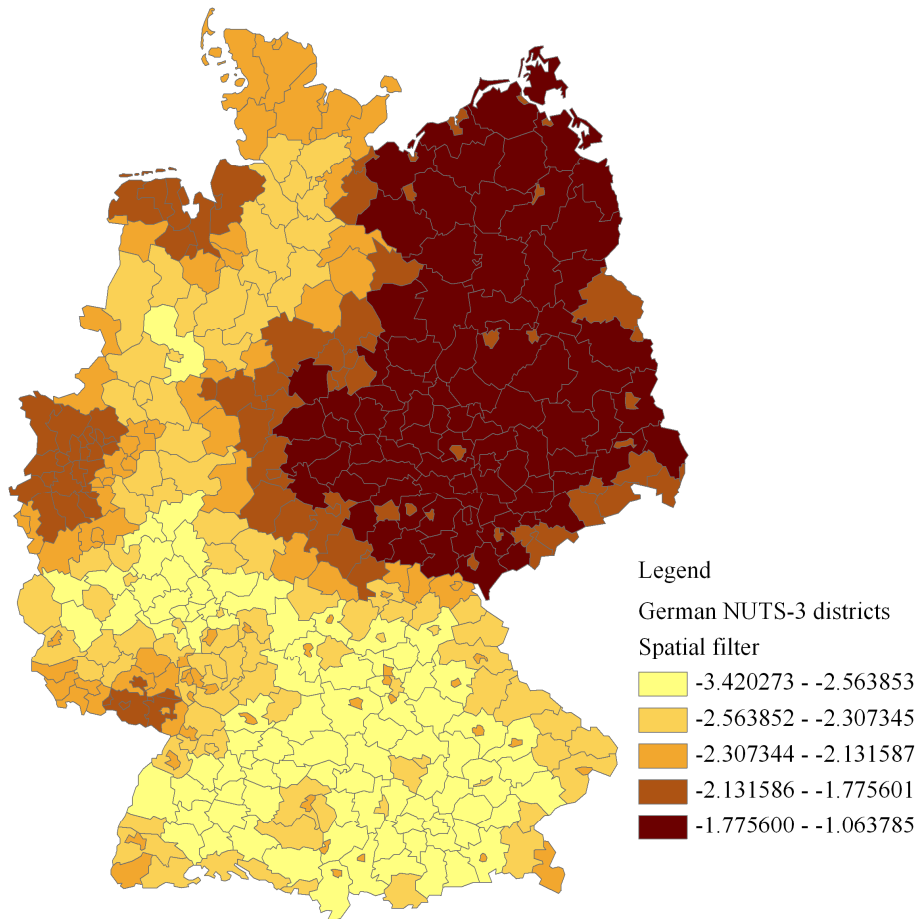 Legend
German NUTS-3 districts
Spatial filter
-3.420273 - -2.563853
-2.563852 - -2.307345
-2.307344 - -2.131587
-2.131586 - -1.775601
-1.775600 - -1.063785